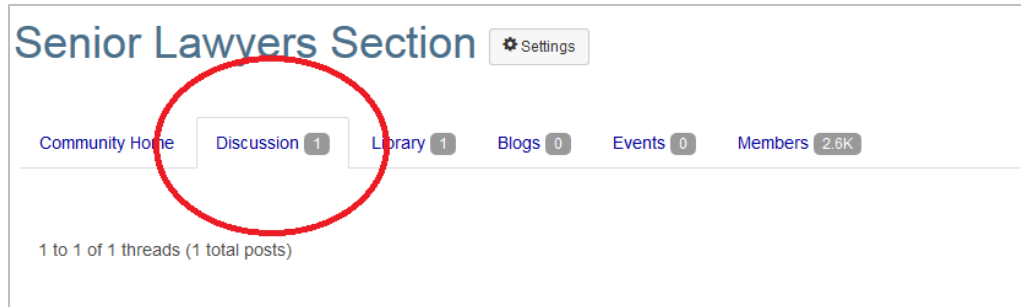 Senior Lawyers Section Settings
Community Home Discussion 1 Library 1 Blogs 0 Events 0 Members 2.6K
1 to 1 of 1 threads (1 total posts)